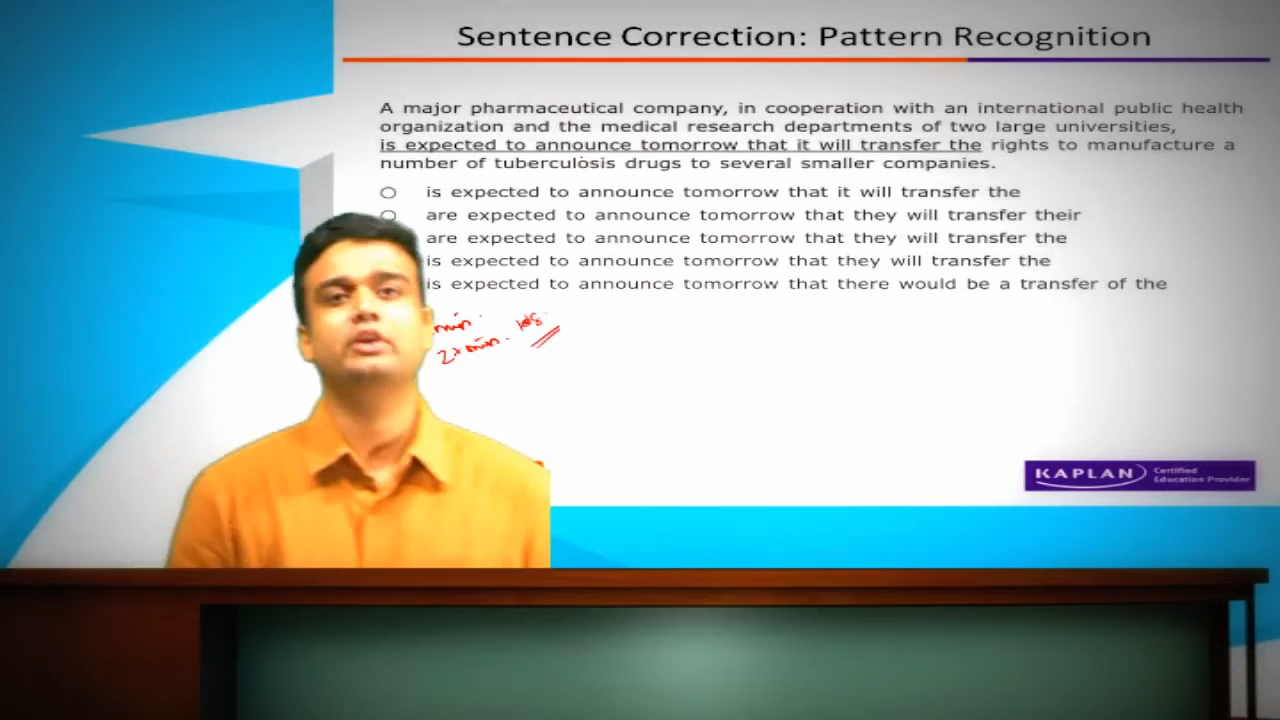 Sentence Correction: Pattern Recognition
A major pharmaceutical company, in cooperation with an international public health
organization and the medical research departments of two large universities,
is expected to announce tomorrow that it will transfer the rights to manufacture a
number of tuberculosis drugs to several smaller companies.
is expected to announce tomorrow that it will transfer the
are expected to announce tomorrow that they will transfer their
are expected to announce tomorrow that they will transfer the
is expected to announce tomorrow that they will transfer the
is expected to announce tomorrow that there would be a transfer of the
min.
2x min.
KAPLAN Certified
Education Provider